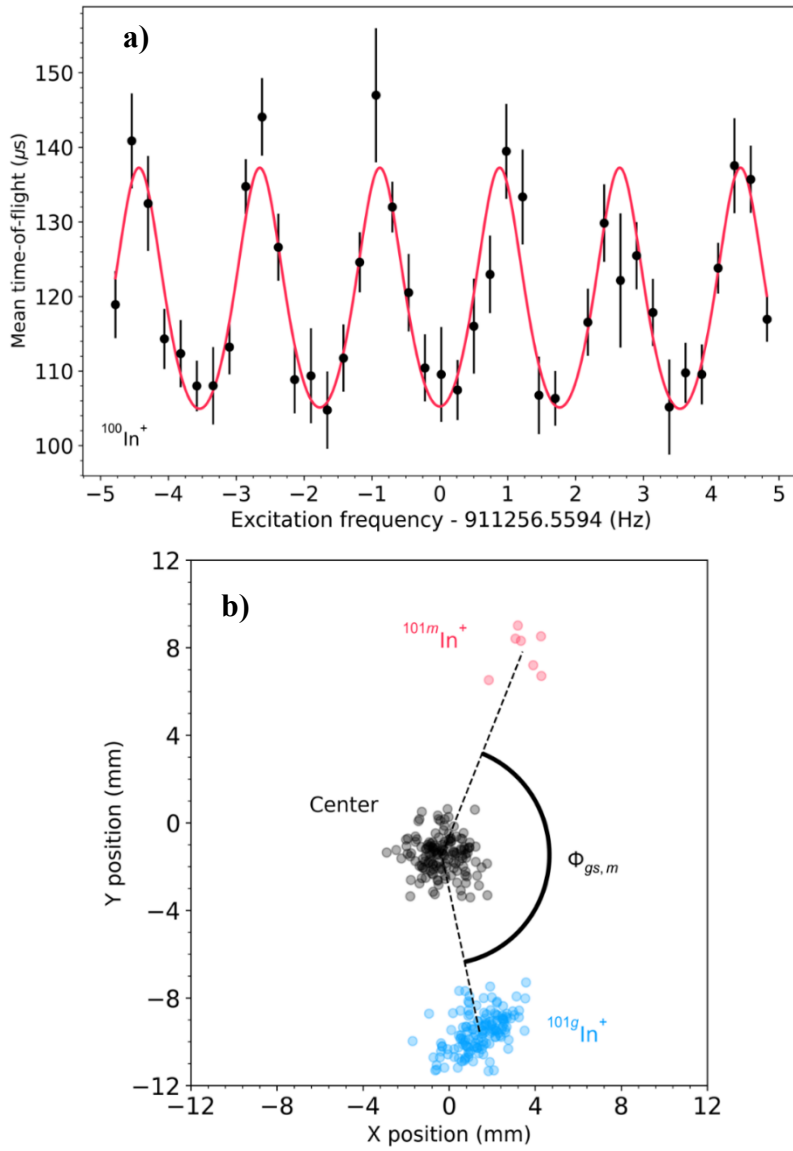 a)
Mean time-of-flight (μs)
150
140
130
120
110
100
¹⁰⁰In⁺
−5 −4 −3 −2 −1 0 1 2 3 4 5
Excitation frequency - 911256.5594 (Hz)
b)
Y position (mm)
12
8
4
0
−4
−8
−12
¹⁰¹ᵐIn⁺
Center
Φgs, m
¹⁰¹ᵍIn⁺
−12 −8 −4 0 4 8 12
X position (mm)